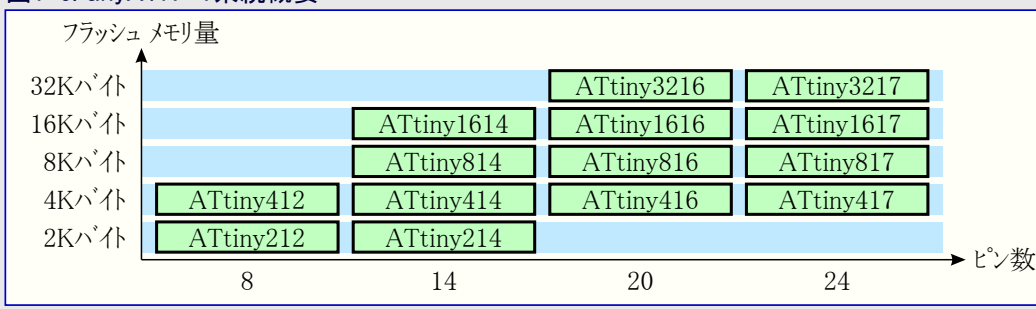 フラッシュ メモリ量
32Kバイト ATtiny3216 ATtiny3217
16Kバイト ATtiny1614 ATtiny1616 ATtiny1617
8Kバイト ATtiny814 ATtiny816 ATtiny817
4Kバイト ATtiny412 ATtiny414 ATtiny416 ATtiny417
2Kバイト ATtiny212 ATtiny214
8 14 20 24 ピン数